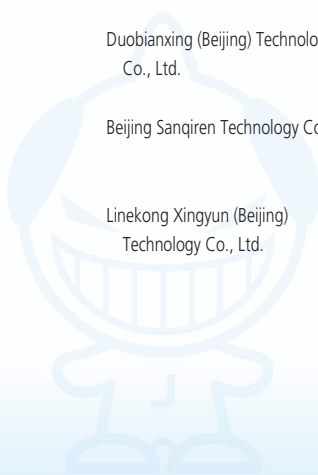 Duobianxing (Beijing) Technolo
Co., Ltd.
Beijing Sanqiren Technology Co
Linekong Xingyun (Beijing)
Technology Co., Ltd.
J